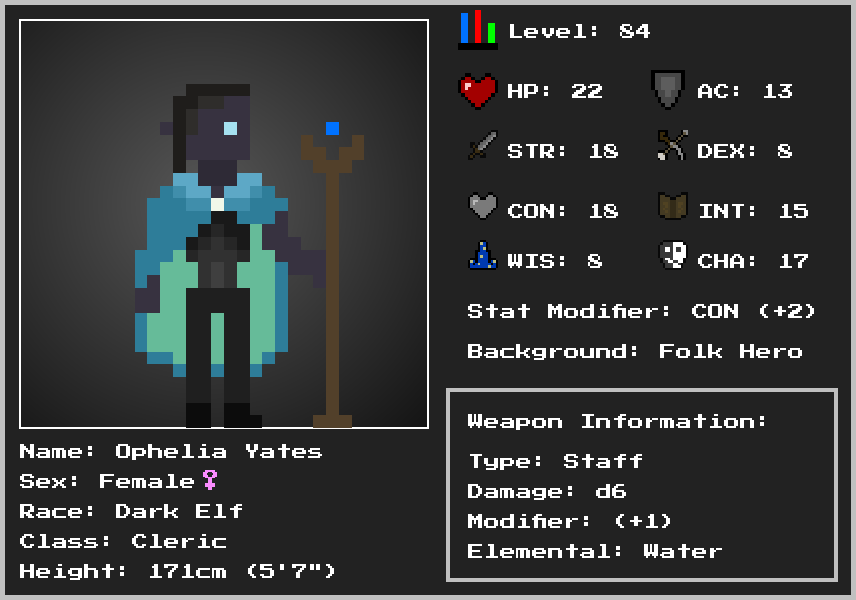 Level: 84
HP: 22 AC: 13
STR: 18 DEX: 8
CON: 18 INT: 15
WIS: 8 CHA: 17
Stat Modifier: CON (+2)
Background: Folk Hero
Weapon Information:
Type: Staff
Damage: d6
Modifier: (+1)
Elemental: Water
Name: Ophelia Yates
Sex: Female♀
Race: Dark Elf
Class: Cleric
Height: 171cm (5'7")